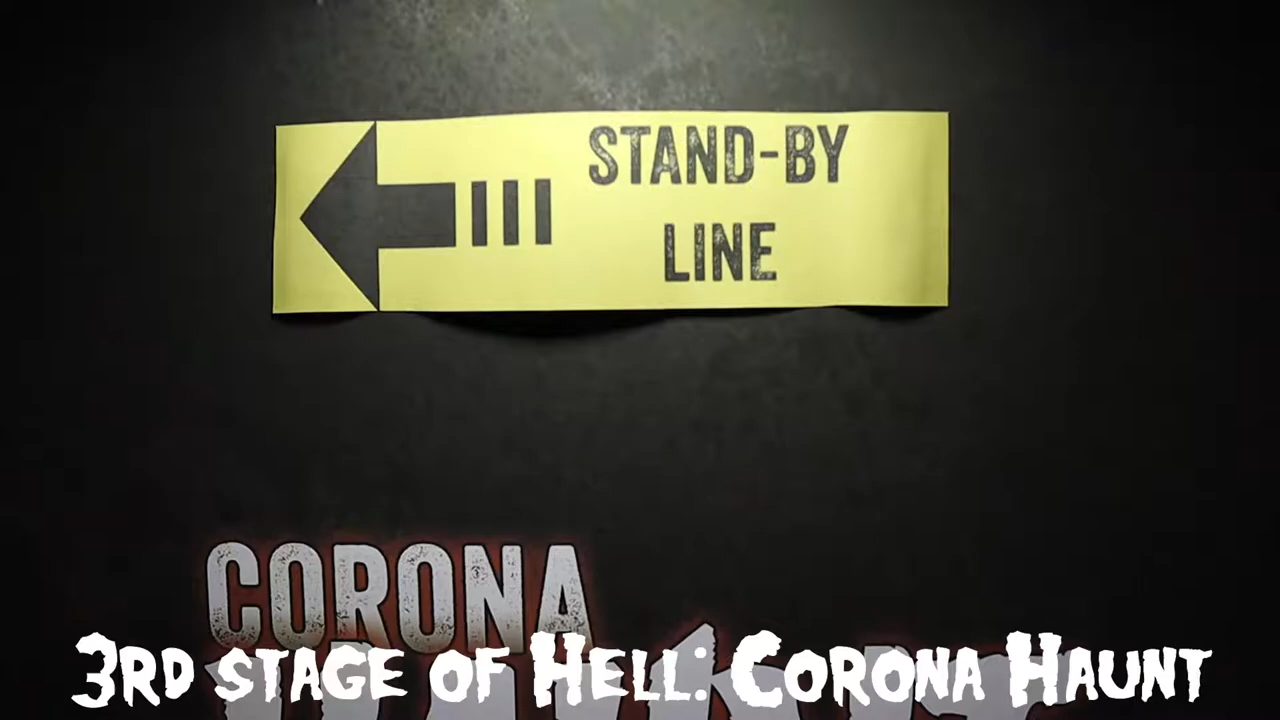 STAND-BY
LINE
CORONA
3RD STAGE OF HELL: CORONA HAUNT